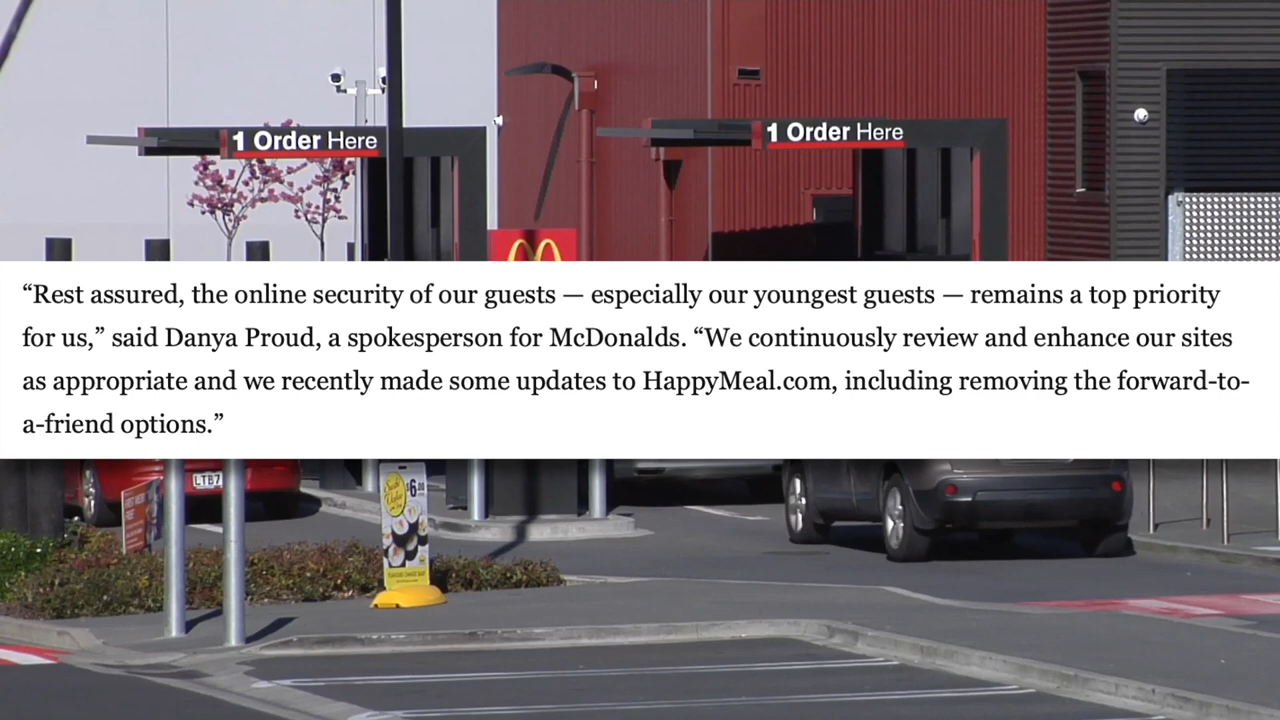 1 Order Here
1 Order Here
“Rest assured, the online security of our guests — especially our youngest guests — remains a top priority
for us,” said Danya Proud, a spokesperson for McDonalds. “We continuously review and enhance our sites
as appropriate and we recently made some updates to HappyMeal.com, including removing the forward-to-
a-friend options.”
$6